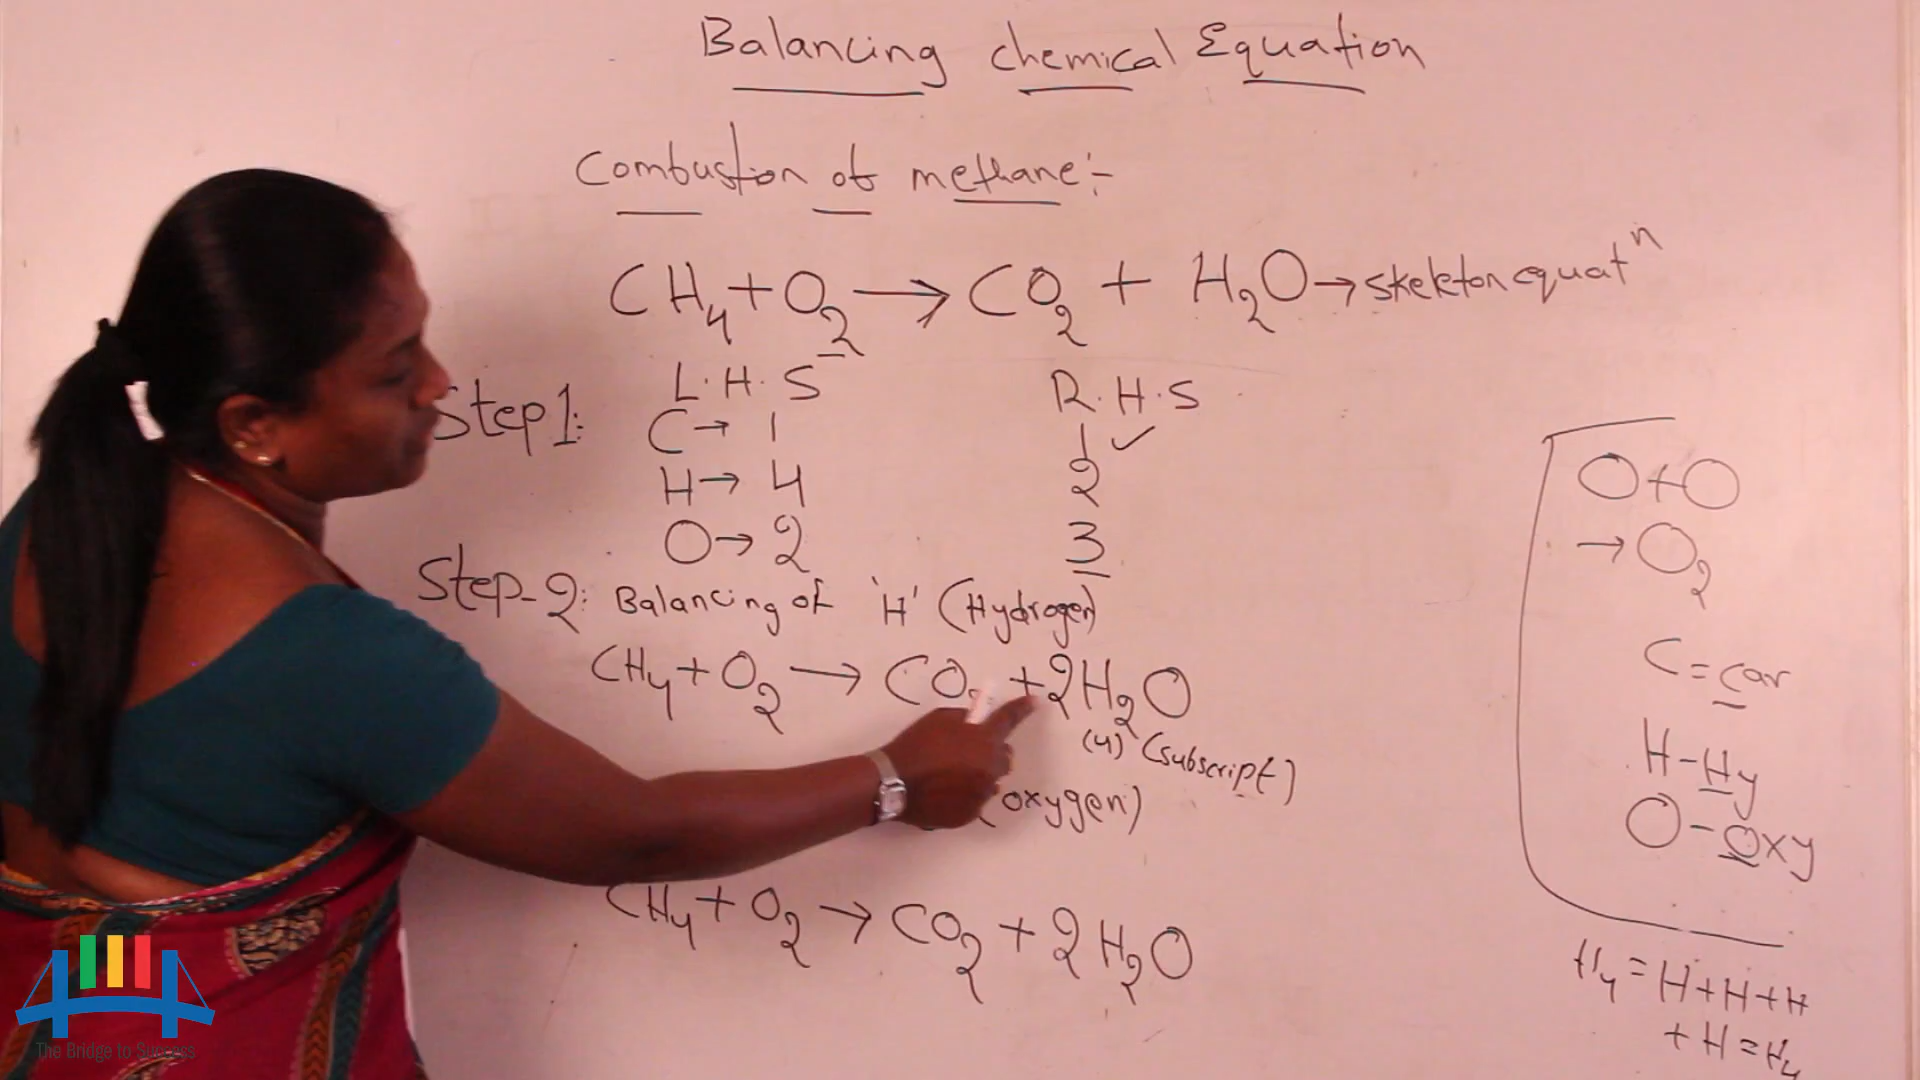 Balancing chemical Equation
Combustion of methane:-
CH₄+O₂→CO₂+ H₂O→skeleton equatⁿ
L.H.S R.H.S
Step1:
C→ 1 1 ✓
H→ 4 2
O→ 2 3
Step-2: Balancing of 'H' (Hydrogen)
CH₄+O₂→CO₂+2H₂O
(4) (subscript)
(oxygen)
CH₄+O₂→CO₂+2H₂O
O+O
→O₂
C=car
H-Hy
O-oxy
H₄=H+H+H
+H=H₄
The Bridge to Success